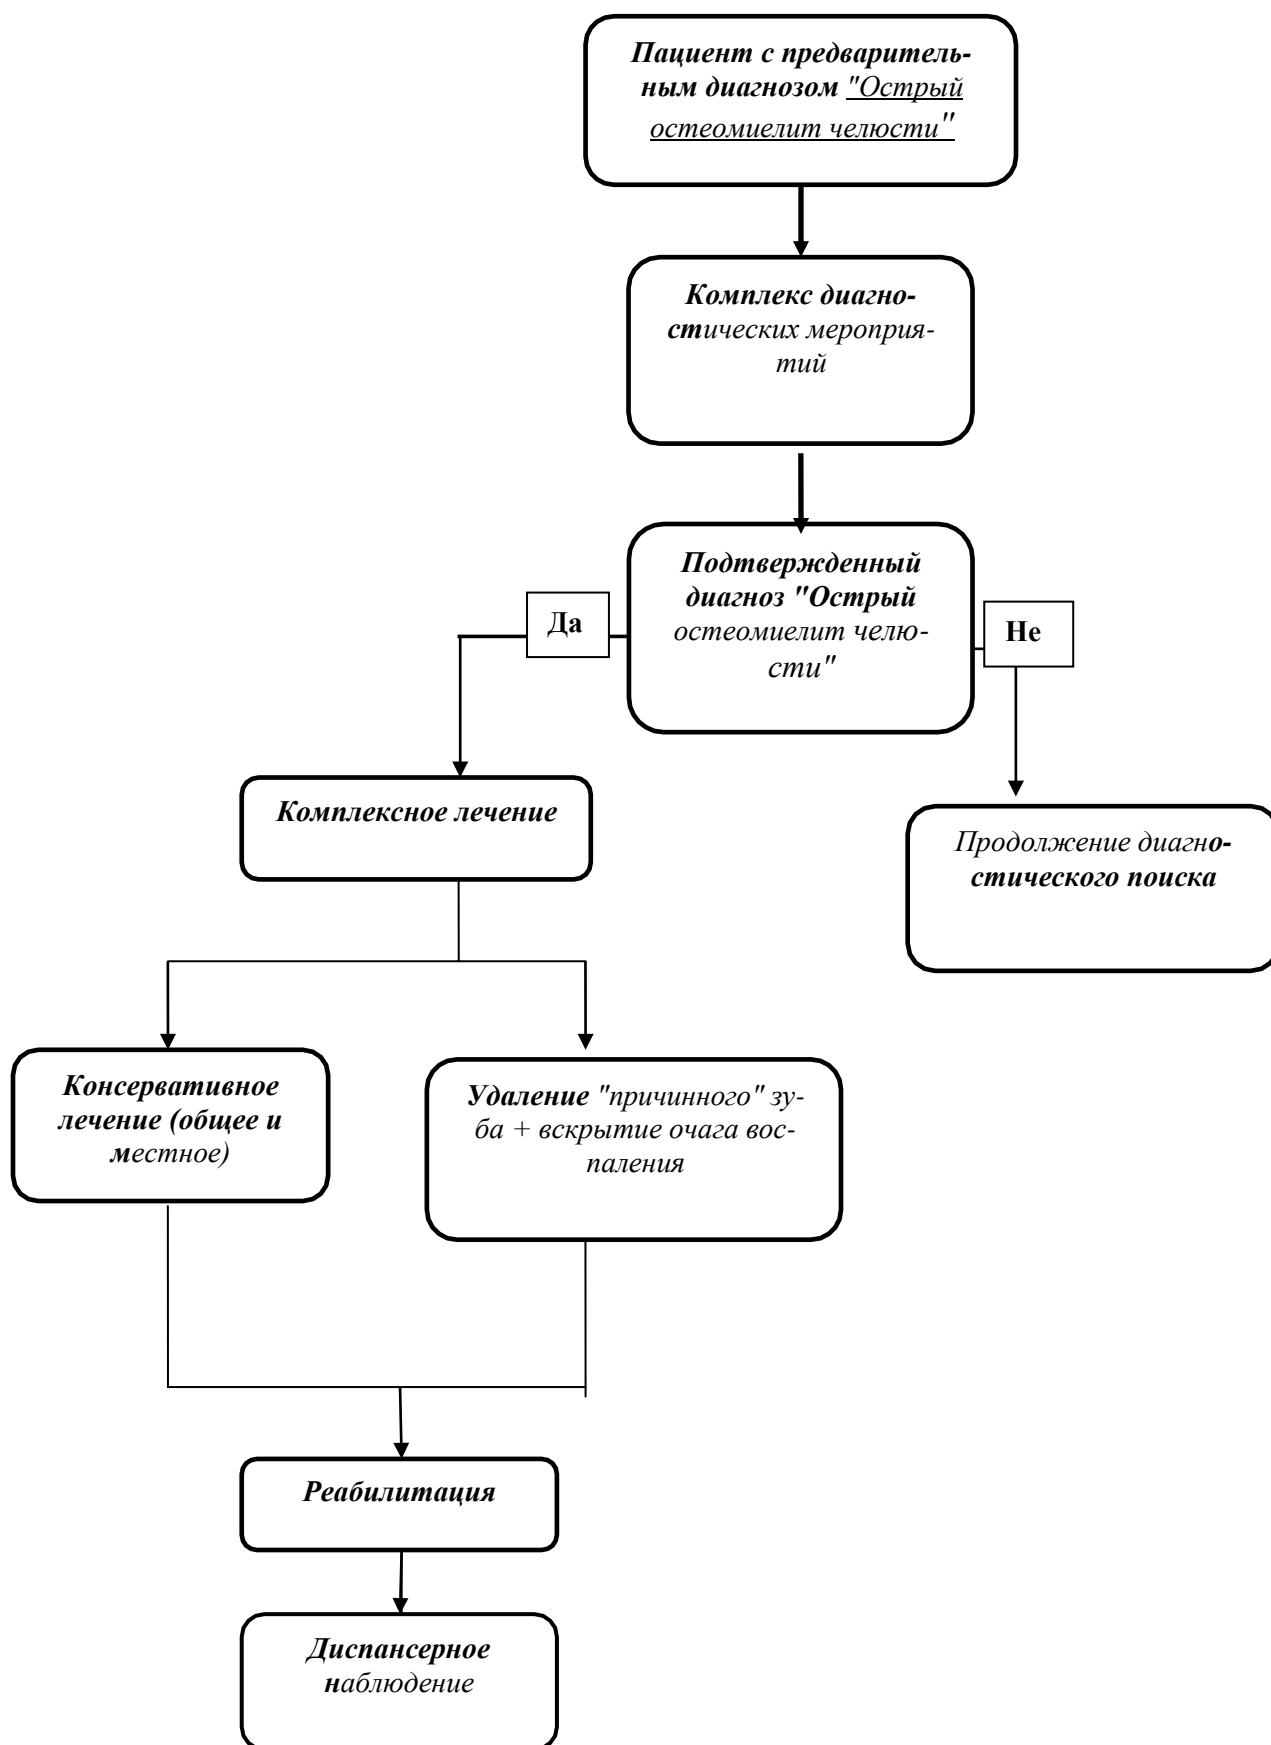 Пациент с предваритель-
ным диагнозом "Острый
остеомиелит челюсти"
Комплекс диагно-
стических мероприя-
тий
Подтвержденный
диагноз "Острый
остеомиелит челю-
сти"
Да
Не
Комплексное лечение
Продолжение диагно-
стического поиска
Консервативное
лечение (общее и
местное)
Удаление "причинного" зу-
ба + вскрытие очага вос-
паления
Реабилитация
Диспансерное
наблюдение